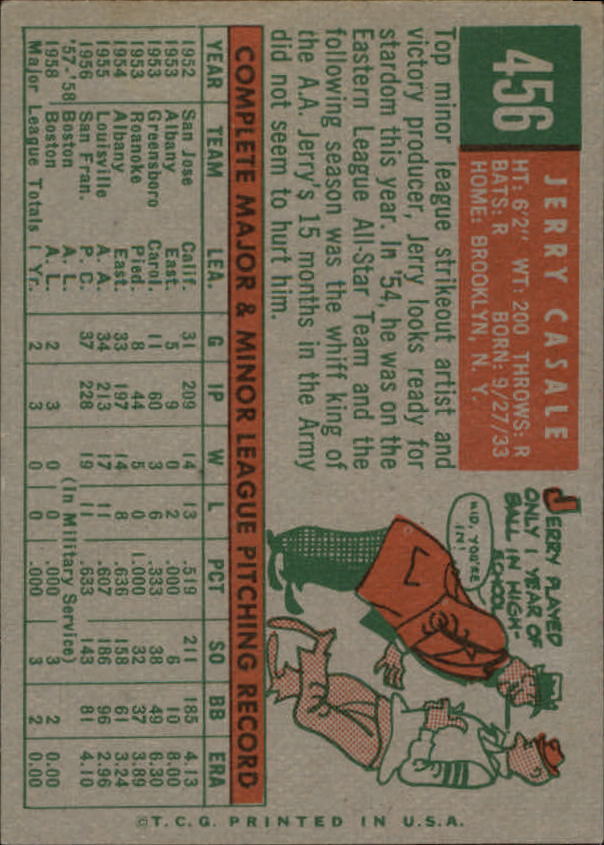 456
JERRY CASALE
HT: 6'2" WT: 200 THROWS: R
BATS: R BORN: 9/27/33
HOME: BROOKLYN, N. Y.
Top minor league strikeout artist and
victory producer, Jerry looks ready for
stardom this year. In '54, he was on the
Eastern League All-Star Team and the
following season was the whiff king of
the A.A. Jerry's 15 months in the Army
did not seem to hurt him.
JERRY PLAYED
ONLY 1 YEAR OF
BALL IN HIGH-
SCHOOL
KID, YOU'RE
IN!
COMPLETE MAJOR & MINOR LEAGUE PITCHING RECORD
YEAR TEAM LEA. G IP W L PCT SO BB ERA
1952 San Jose Calif. 31 209 14 13 .519 211 185 4.13
1953 Albany East. 5 9 0 2 .000 6 10 8.00
1953 Greensboro Carol. 11 60 3 6 .333 38 49 6.30
1953 Roanoke Pied. 8 44 5 0 1.000 32 37 3.89
1954 Albany East. 33 197 14 8 .636 158 61 3.24
1955 Louisville A. A. 34 213 17 11 .607 186 96 2.96
1956 San Fran. P. C. 37 228 19 11 .633 143 81 4.10
'57-'58 Boston A. L. (In Military Service)
1958 Boston A. L. 2 3 0 0 .000 3 2 0.00
Major League Totals 1 Yr. 2 3 0 0 .000 3 2 0.00
©T.C.G. PRINTED IN U.S.A.